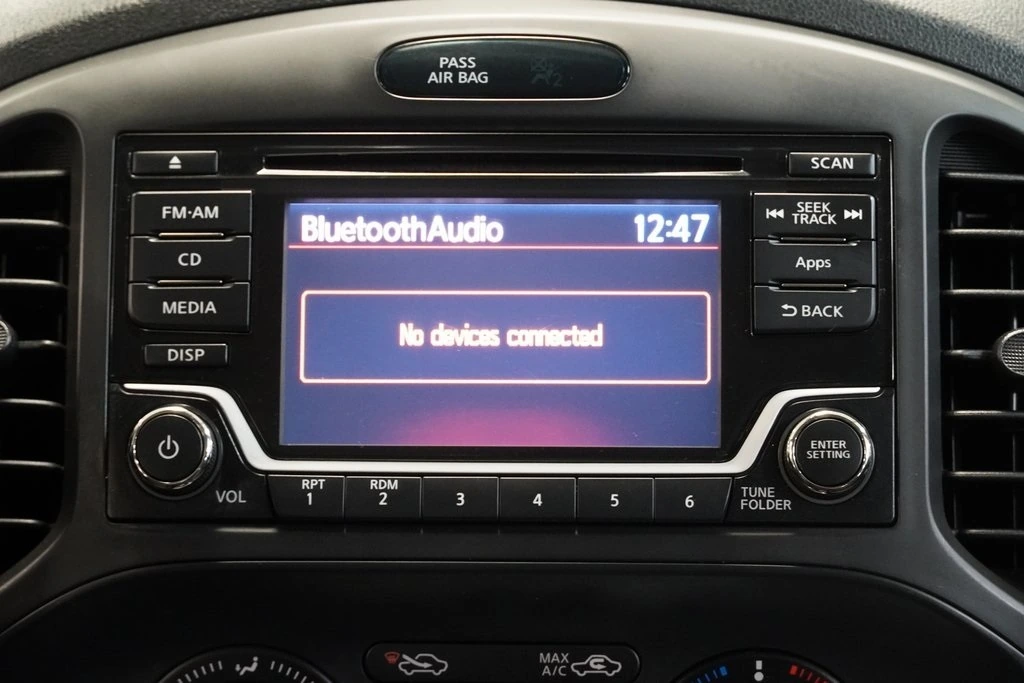 PASS
AIR BAG
SCAN
FM·AM
SEEK
TRACK
BluetoothAudio 12:47
CD
Apps
MEDIA
BACK
No devices connected
DISP
ENTER
SETTING
VOL
RPT
1
RDM
2
3
4
5
6
TUNE
FOLDER
MAX
A/C